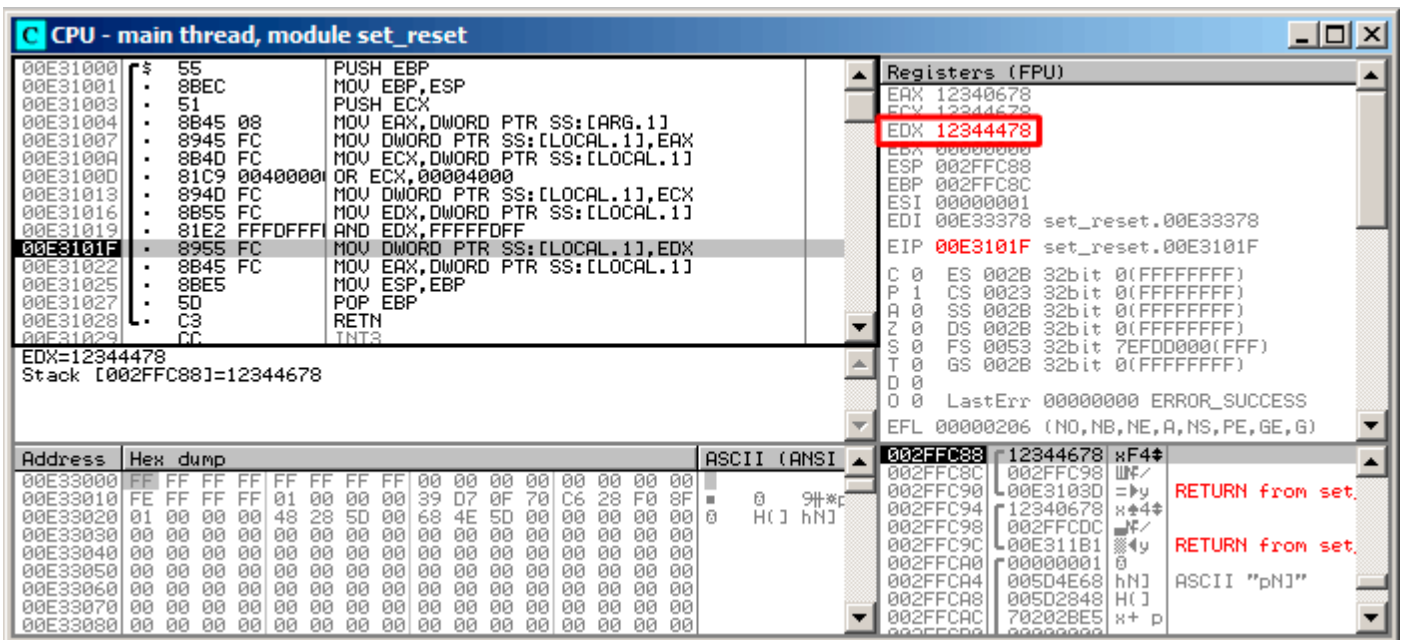 C CPU - main thread, module set_reset
00E31000 $ 55 PUSH EBP
00E31001 . 8BEC MOV EBP,ESP
00E31003 . 51 PUSH ECX
00E31004 . 8B45 08 MOV EAX,DWORD PTR SS:[ARG.1]
00E31007 . 8945 FC MOV DWORD PTR SS:[LOCAL.1],EAX
00E3100A . 8B4D FC MOV ECX,DWORD PTR SS:[LOCAL.1]
00E3100D . 81C9 0040000 OR ECX,00004000
00E31013 . 894D FC MOV DWORD PTR SS:[LOCAL.1],ECX
00E31016 . 8B55 FC MOV EDX,DWORD PTR SS:[LOCAL.1]
00E31019 . 81E2 FFFDFFF AND EDX,FFFFFDFF
00E3101F . 8955 FC MOV DWORD PTR SS:[LOCAL.1],EDX
00E31022 . 8B45 FC MOV EAX,DWORD PTR SS:[LOCAL.1]
00E31025 . 8BE5 MOV ESP,EBP
00E31027 . 5D POP EBP
00E31028 . C3 RETN
00E31029 CC INT3
EDX=12344478
Stack [002FFC88]=12344678
Registers (FPU)
EAX 12340678
ECX 12344678
EDX 12344478
EBX 00000000
ESP 002FFC88
EBP 002FFC8C
ESI 00000001
EDI 00E33378 set_reset.00E33378
EIP 00E3101F set_reset.00E3101F
C 0 ES 002B 32bit 0(FFFFFFFF)
P 1 CS 0023 32bit 0(FFFFFFFF)
A 0 SS 002B 32bit 0(FFFFFFFF)
Z 0 DS 002B 32bit 0(FFFFFFFF)
S 0 FS 0053 32bit 7EFDD000(FFF)
T 0 GS 002B 32bit 0(FFFFFFFF)
D 0
O 0 LastErr 00000000 ERROR_SUCCESS
EFL 00000206 (NO,NB,NE,A,NS,PE,GE,G)
Address Hex dump ASCII (ANSI
00E33000 FF FF FF FF FF FF FF FF 00 00 00 00 00 00 00 00
00E33010 FE FF FF FF 01 00 00 00 39 D7 0F 70 C6 28 F0 8F
00E33020 01 00 00 00 48 28 5D 00 68 4E 5D 00 00 00 00 00 H(] hN]
00E33030 00 00 00 00 00 00 00 00 00 00 00 00 00 00 00 00
00E33040 00 00 00 00 00 00 00 00 00 00 00 00 00 00 00 00
00E33050 00 00 00 00 00 00 00 00 00 00 00 00 00 00 00 00
00E33060 00 00 00 00 00 00 00 00 00 00 00 00 00 00 00 00
00E33070 00 00 00 00 00 00 00 00 00 00 00 00 00 00 00 00
00E33080 00 00 00 00 00 00 00 00 00 00 00 00 00 00 00 00
002FFC88 12344678 xF4‡
002FFC8C 002FFC98
002FFC90 00E3103D RETURN from set
002FFC94 12340678
002FFC98 002FFCDC
002FFC9C 00E311B1 RETURN from set
002FFCA0 00000001
002FFCA4 005D4E68 hN] ASCII "pN]"
002FFCA8 005D2848 H(]
002FFCAC 70202BE5 x+ p